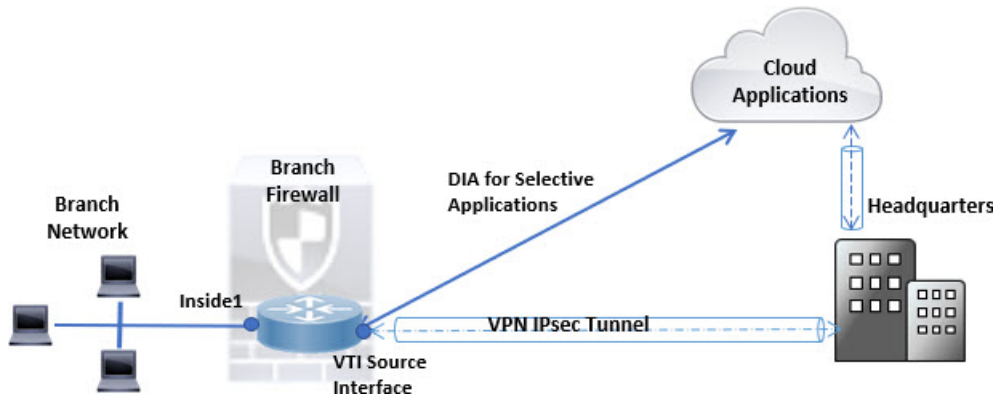 Cloud
Applications
Branch
Firewall
DIA for Selective
Applications
Branch
Network
Headquarters
Inside1
VPN IPsec Tunnel
VTI Source
Interface